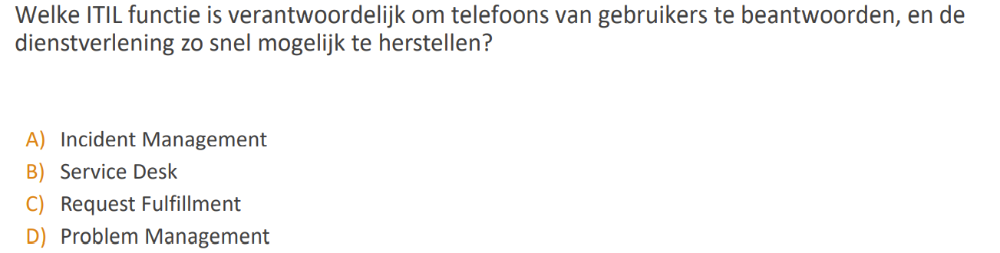 Welke ITIL functie is verantwoordelijk om telefoons van gebruikers te beantwoorden, en de
dienstverlening zo snel mogelijk te herstellen?
A) Incident Management
B) Service Desk
C) Request Fulfillment
D) Problem Management